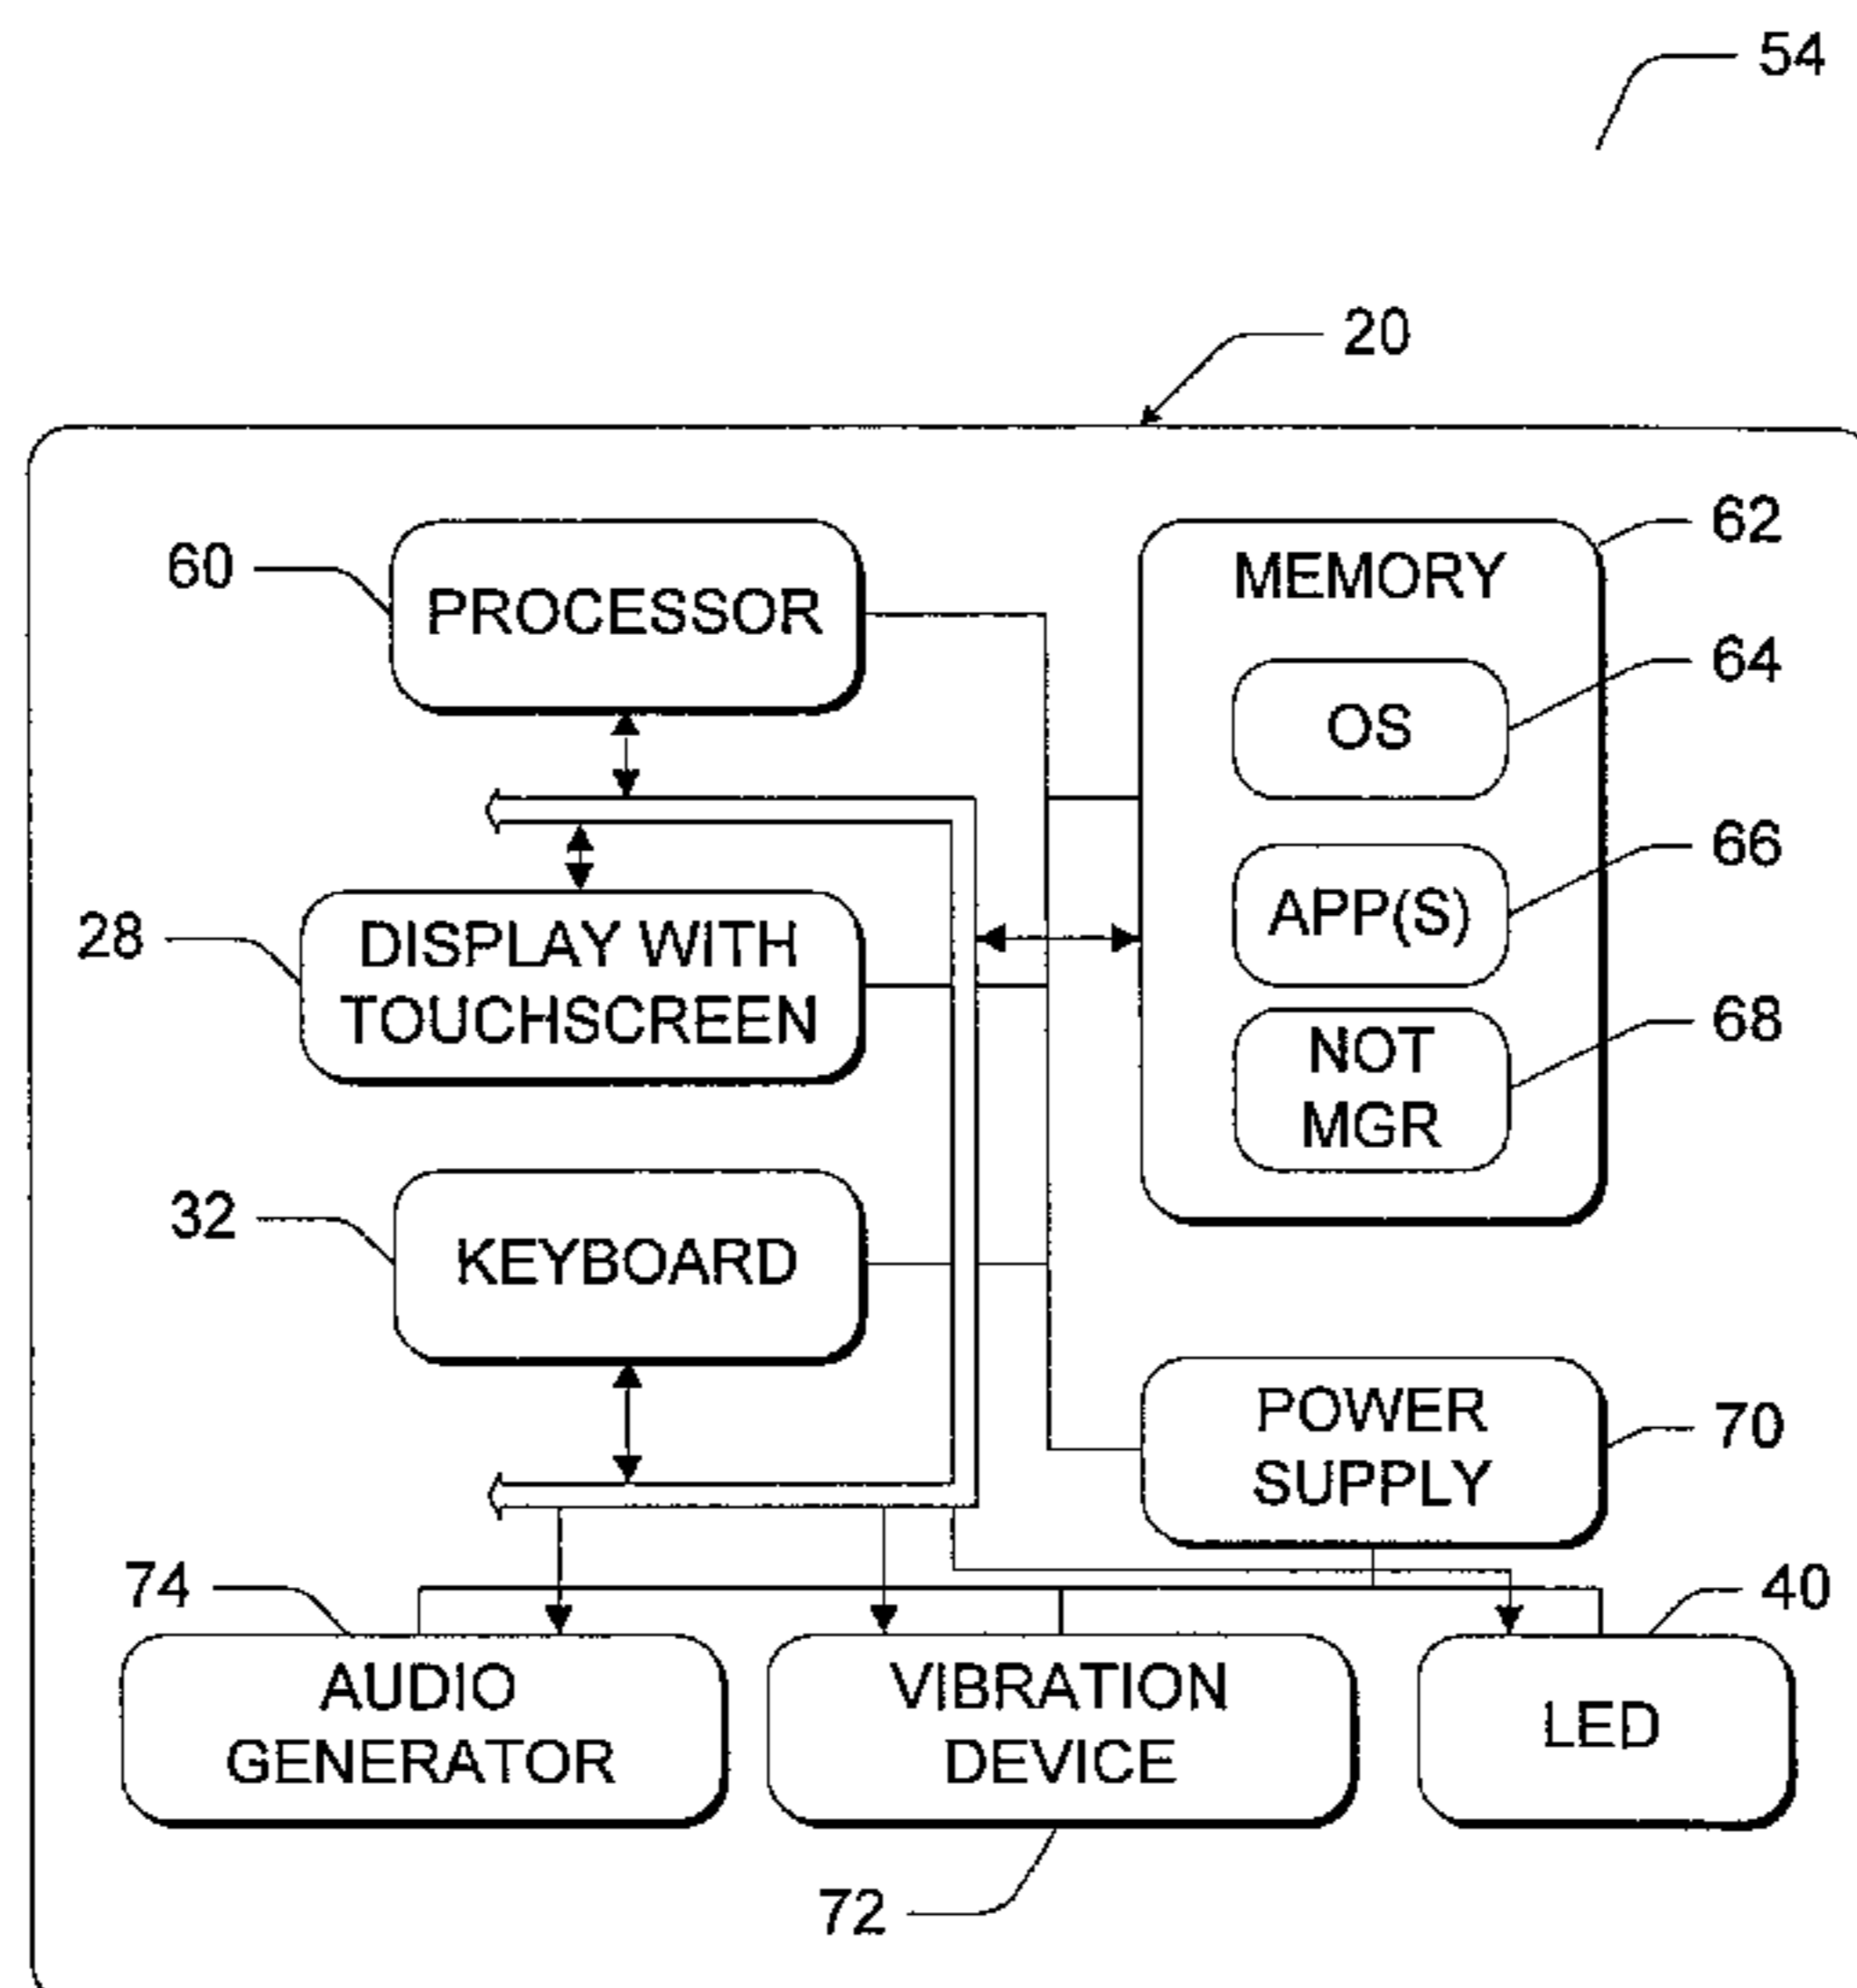 54
20
60
PROCESSOR
62
MEMORY
64
OS
66
APP(S)
68
NOT
MGR
28
DISPLAY WITH
TOUCHSCREEN
32
KEYBOARD
70
POWER
SUPPLY
74
AUDIO
GENERATOR
VIBRATION
DEVICE
72
40
LED